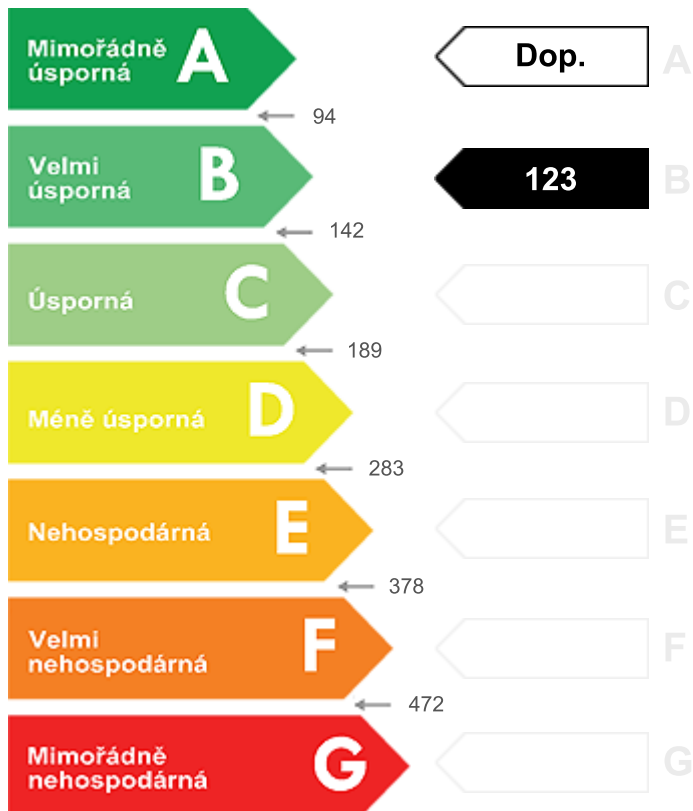 Mimořádně
úsporná
A
Dop.
A
94
Velmi
úsporná
B
123
B
142
Úsporná
C
C
189
Méně úsporná
D
D
283
Nehospodárná
E
E
378
Velmi
nehospodárná
F
F
472
Mimořádně
nehospodárná
G
G